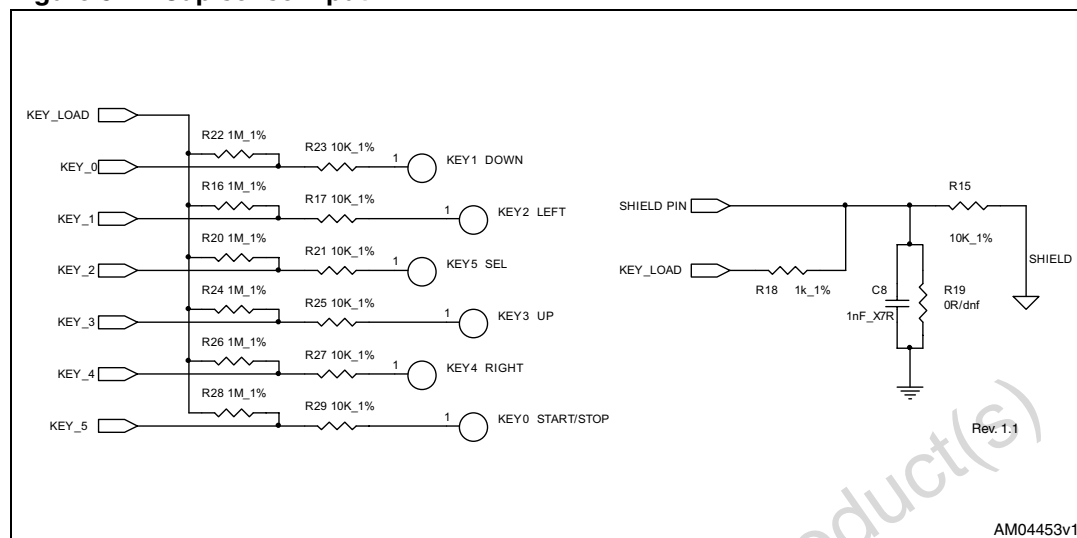 KEY_LOAD
R22 1M_1%
R23 10K_1%
KEY_0
1
KEY1 DOWN
R16 1M_1%
R17 10K_1%
KEY_1
1
KEY2 LEFT
R20 1M_1%
R21 10K_1%
KEY_2
1
KEY5 SEL
R24 1M_1%
R25 10K_1%
KEY_3
1
KEY3 UP
R26 1M_1%
R27 10K_1%
KEY_4
1
KEY4 RIGHT
R28 1M_1%
R29 10K_1%
KEY_5
1
KEY0 START/STOP
SHIELD PIN
R15
10K_1%
SHIELD
KEY_LOAD
R18 1k_1%
C8
1nF_X7R
R19
0R/dnf
Rev. 1.1
oduct(s)
AM04453v1